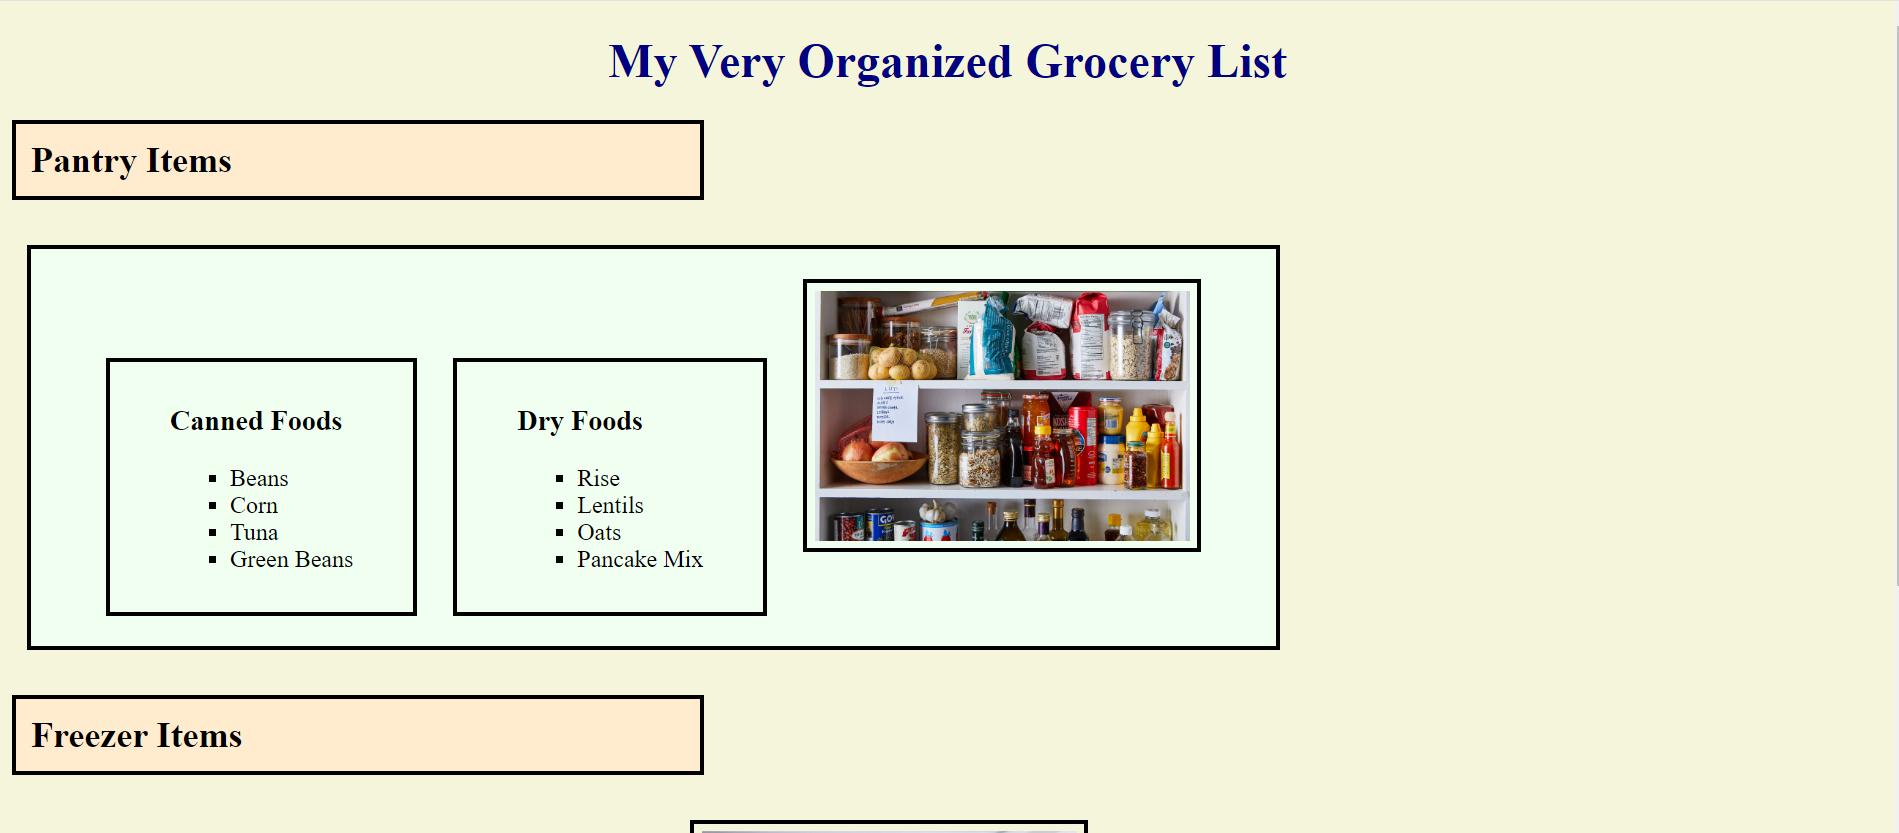 My Very Organized Grocery List
Pantry Items
Canned Foods
Beans
Corn
Tuna
Green Beans
Dry Foods
Rise
Lentils
Oats
Pancake Mix
Freezer Items